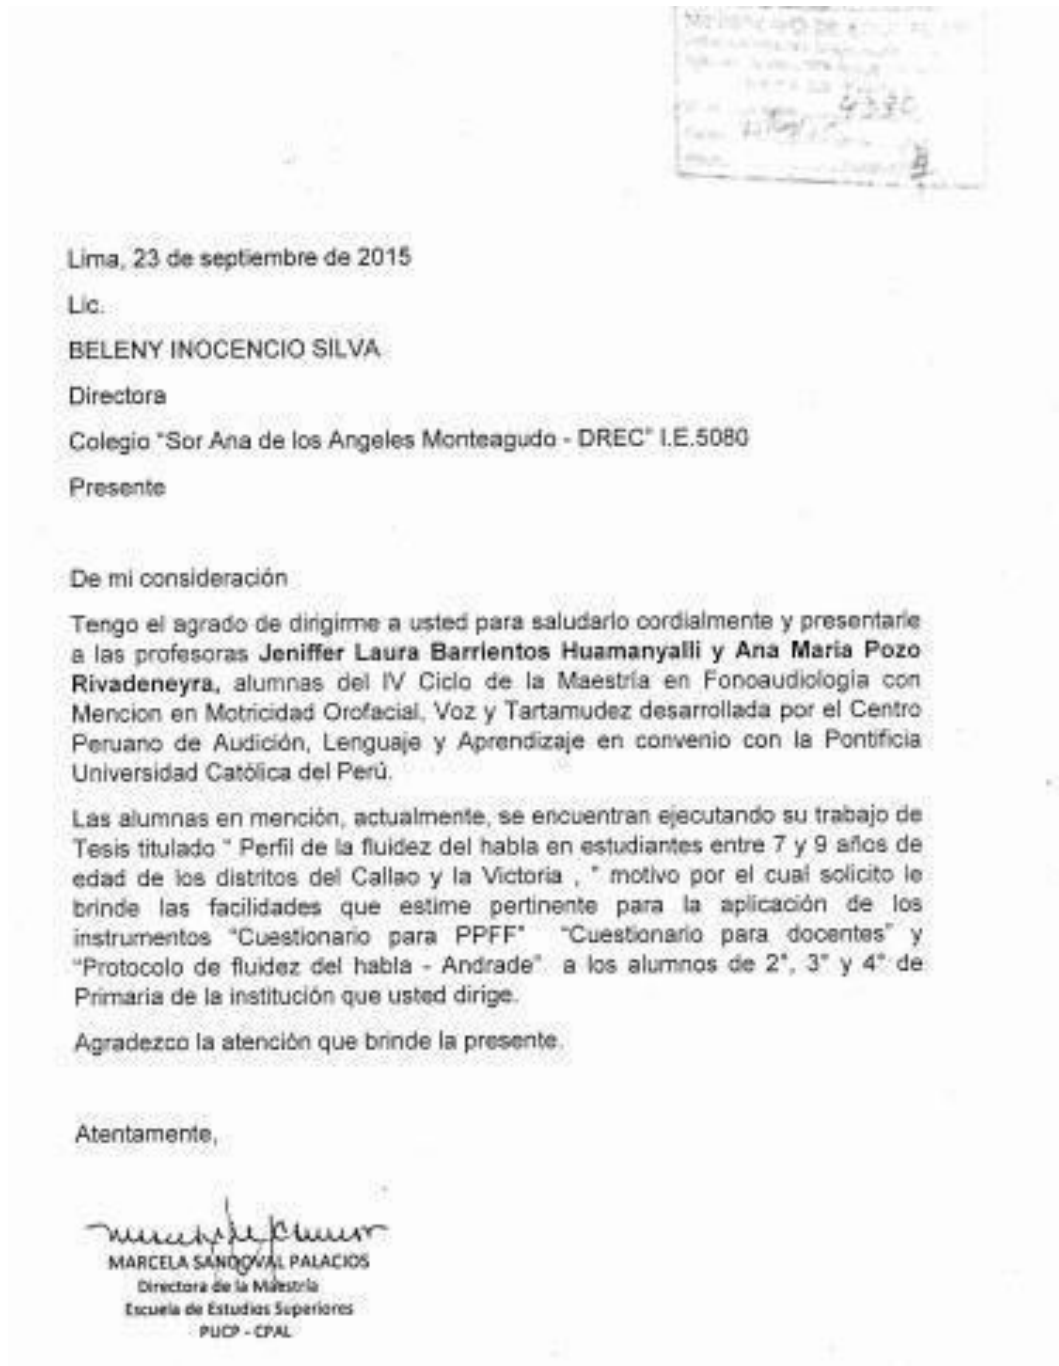 4330
Lima, 23 de septiembre de 2015
Lic.
BELENY INOCENCIO SILVA
Directora
Colegio "Sor Ana de los Angeles Monteagudo - DREC" I.E.5080
Presente
De mi consideración
Tengo el agrado de dirigirme a usted para saludarlo cordialmente y presentarle
a las profesoras Jeniffer Laura Barrientos Huamanyalli y Ana Maria Pozo
Rivadeneyra, alumnas del IV Ciclo de la Maestría en Fonoaudiología con
Mencion en Motricidad Orofacial, Voz y Tartamudez desarrollada por el Centro
Peruano de Audición, Lenguaje y Aprendizaje en convenio con la Pontificia
Universidad Católica del Perú.
Las alumnas en mención, actualmente, se encuentran ejecutando su trabajo de
Tesis titulado " Perfil de la fluidez del habla en estudiantes entre 7 y 9 años de
edad de los distritos del Callao y la Victoria , " motivo por el cual solicito le
brinde las facilidades que estime pertinente para la aplicación de los
instrumentos "Cuestionario para PPFF" "Cuestionario para docentes" y
"Protocolo de fluidez del habla - Andrade" a los alumnos de 2°, 3° y 4° de
Primaria de la institución que usted dirige.
Agradezco la atención que brinde la presente.
Atentamente,
MARCELA SANDOVAL PALACIOS
Directora de la Maestría
Escuela de Estudios Superiores
PUCP - CPAL